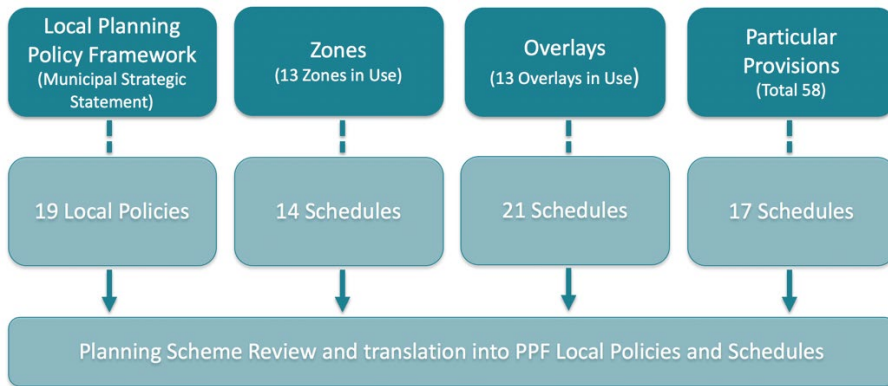 Local Planning
Policy Framework
(Municipal Strategic
Statement)
Zones
(13 Zones in Use)
Overlays
(13 Overlays in Use)
Particular
Provisions
(Total 58)
19 Local Policies
14 Schedules
21 Schedules
17 Schedules
Planning Scheme Review and translation into PPF Local Policies and Schedules